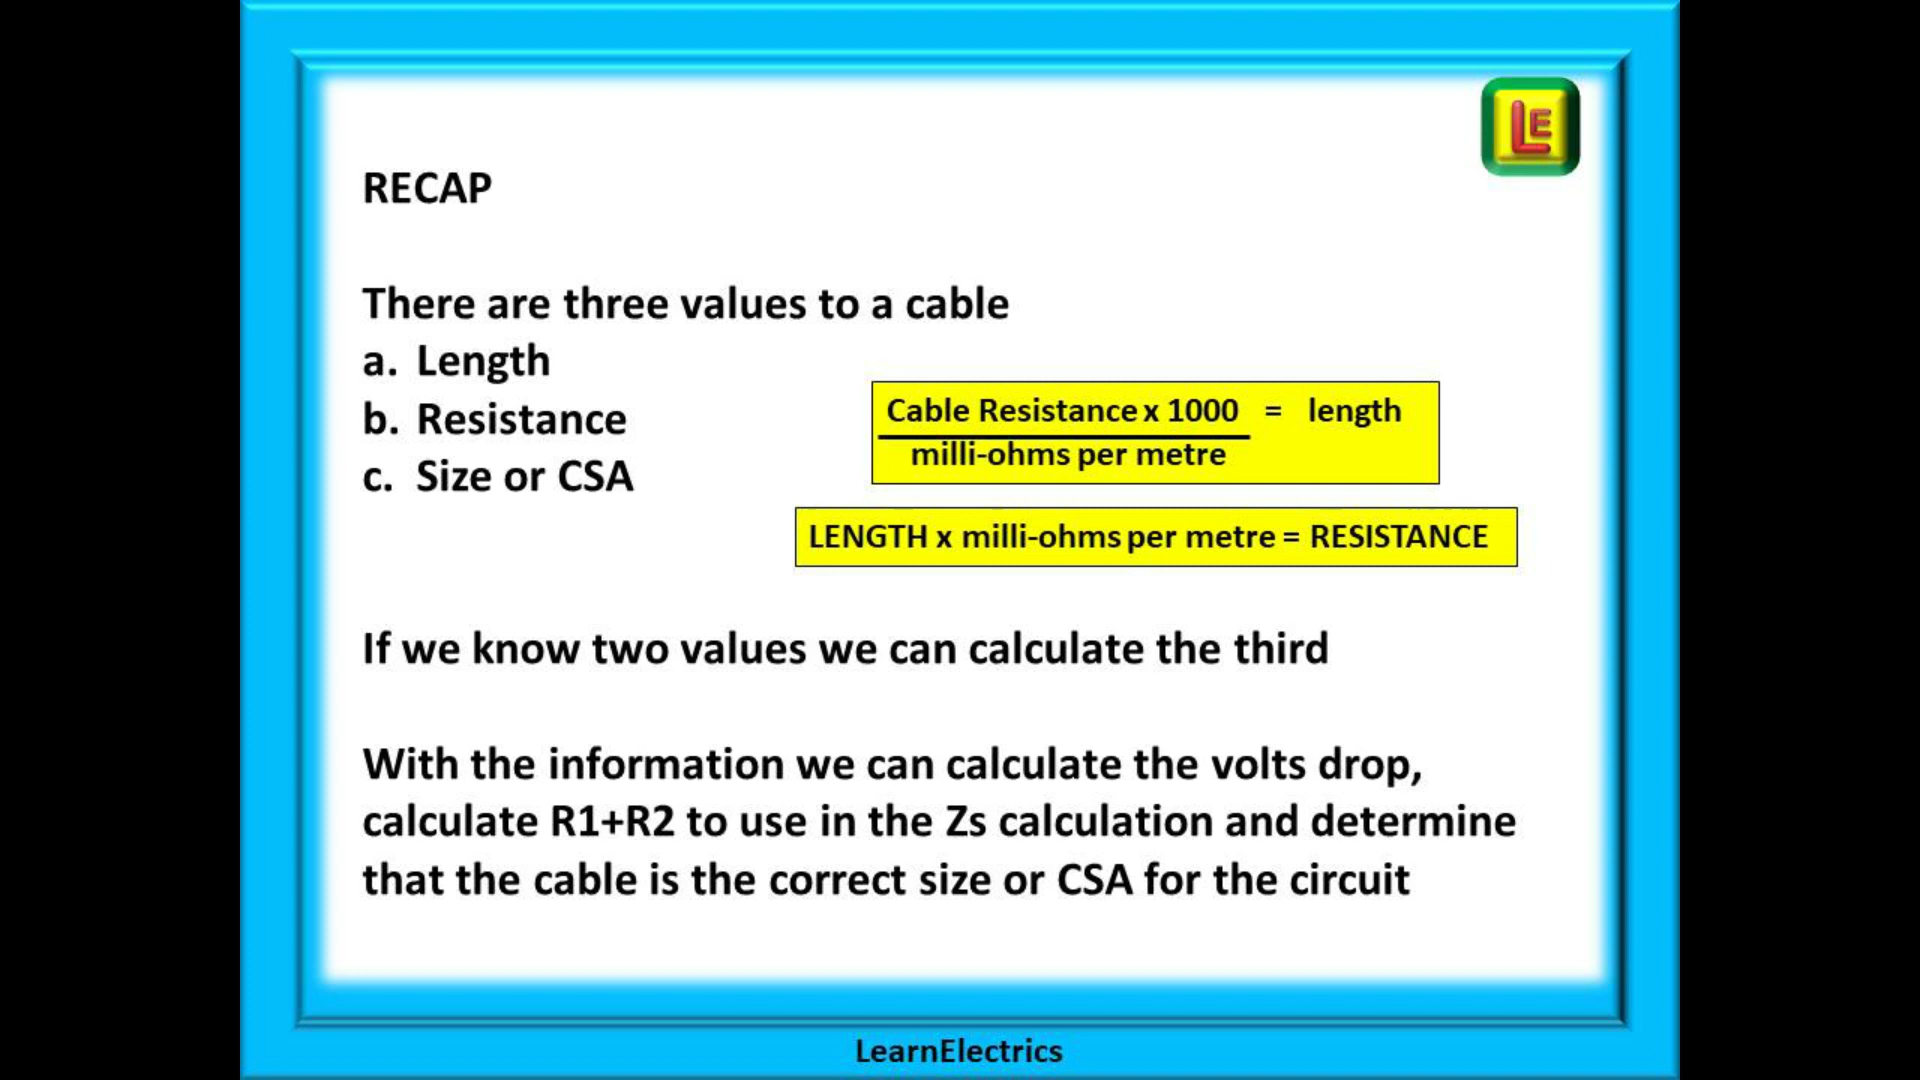 LE
RECAP
There are three values to a cable
a. Length
b. Resistance
c. Size or CSA
Cable Resistance x 1000 = length
milli-ohms per metre
LENGTH x milli-ohms per metre = RESISTANCE
If we know two values we can calculate the third
With the information we can calculate the volts drop,
calculate R1+R2 to use in the Zs calculation and determine
that the cable is the correct size or CSA for the circuit
LearnElectrics